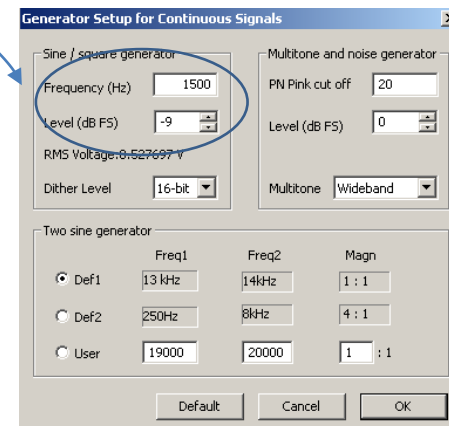 Generator Setup for Continuous Signals
Sine / square generator
Frequency (Hz) 1500
Level (dB FS) -9
RMS Voltage:0.527697 V
Dither Level 16-bit
Multitone and noise generator
PN Pink cut off 20
Level (dB FS) 0
Multitone Wideband
Two sine generator
Freq1 Freq2 Magn
Def1 13 kHz 14kHz 1 : 1
Def2 250Hz 8kHz 4 : 1
User 19000 20000 1 : 1
Default Cancel OK